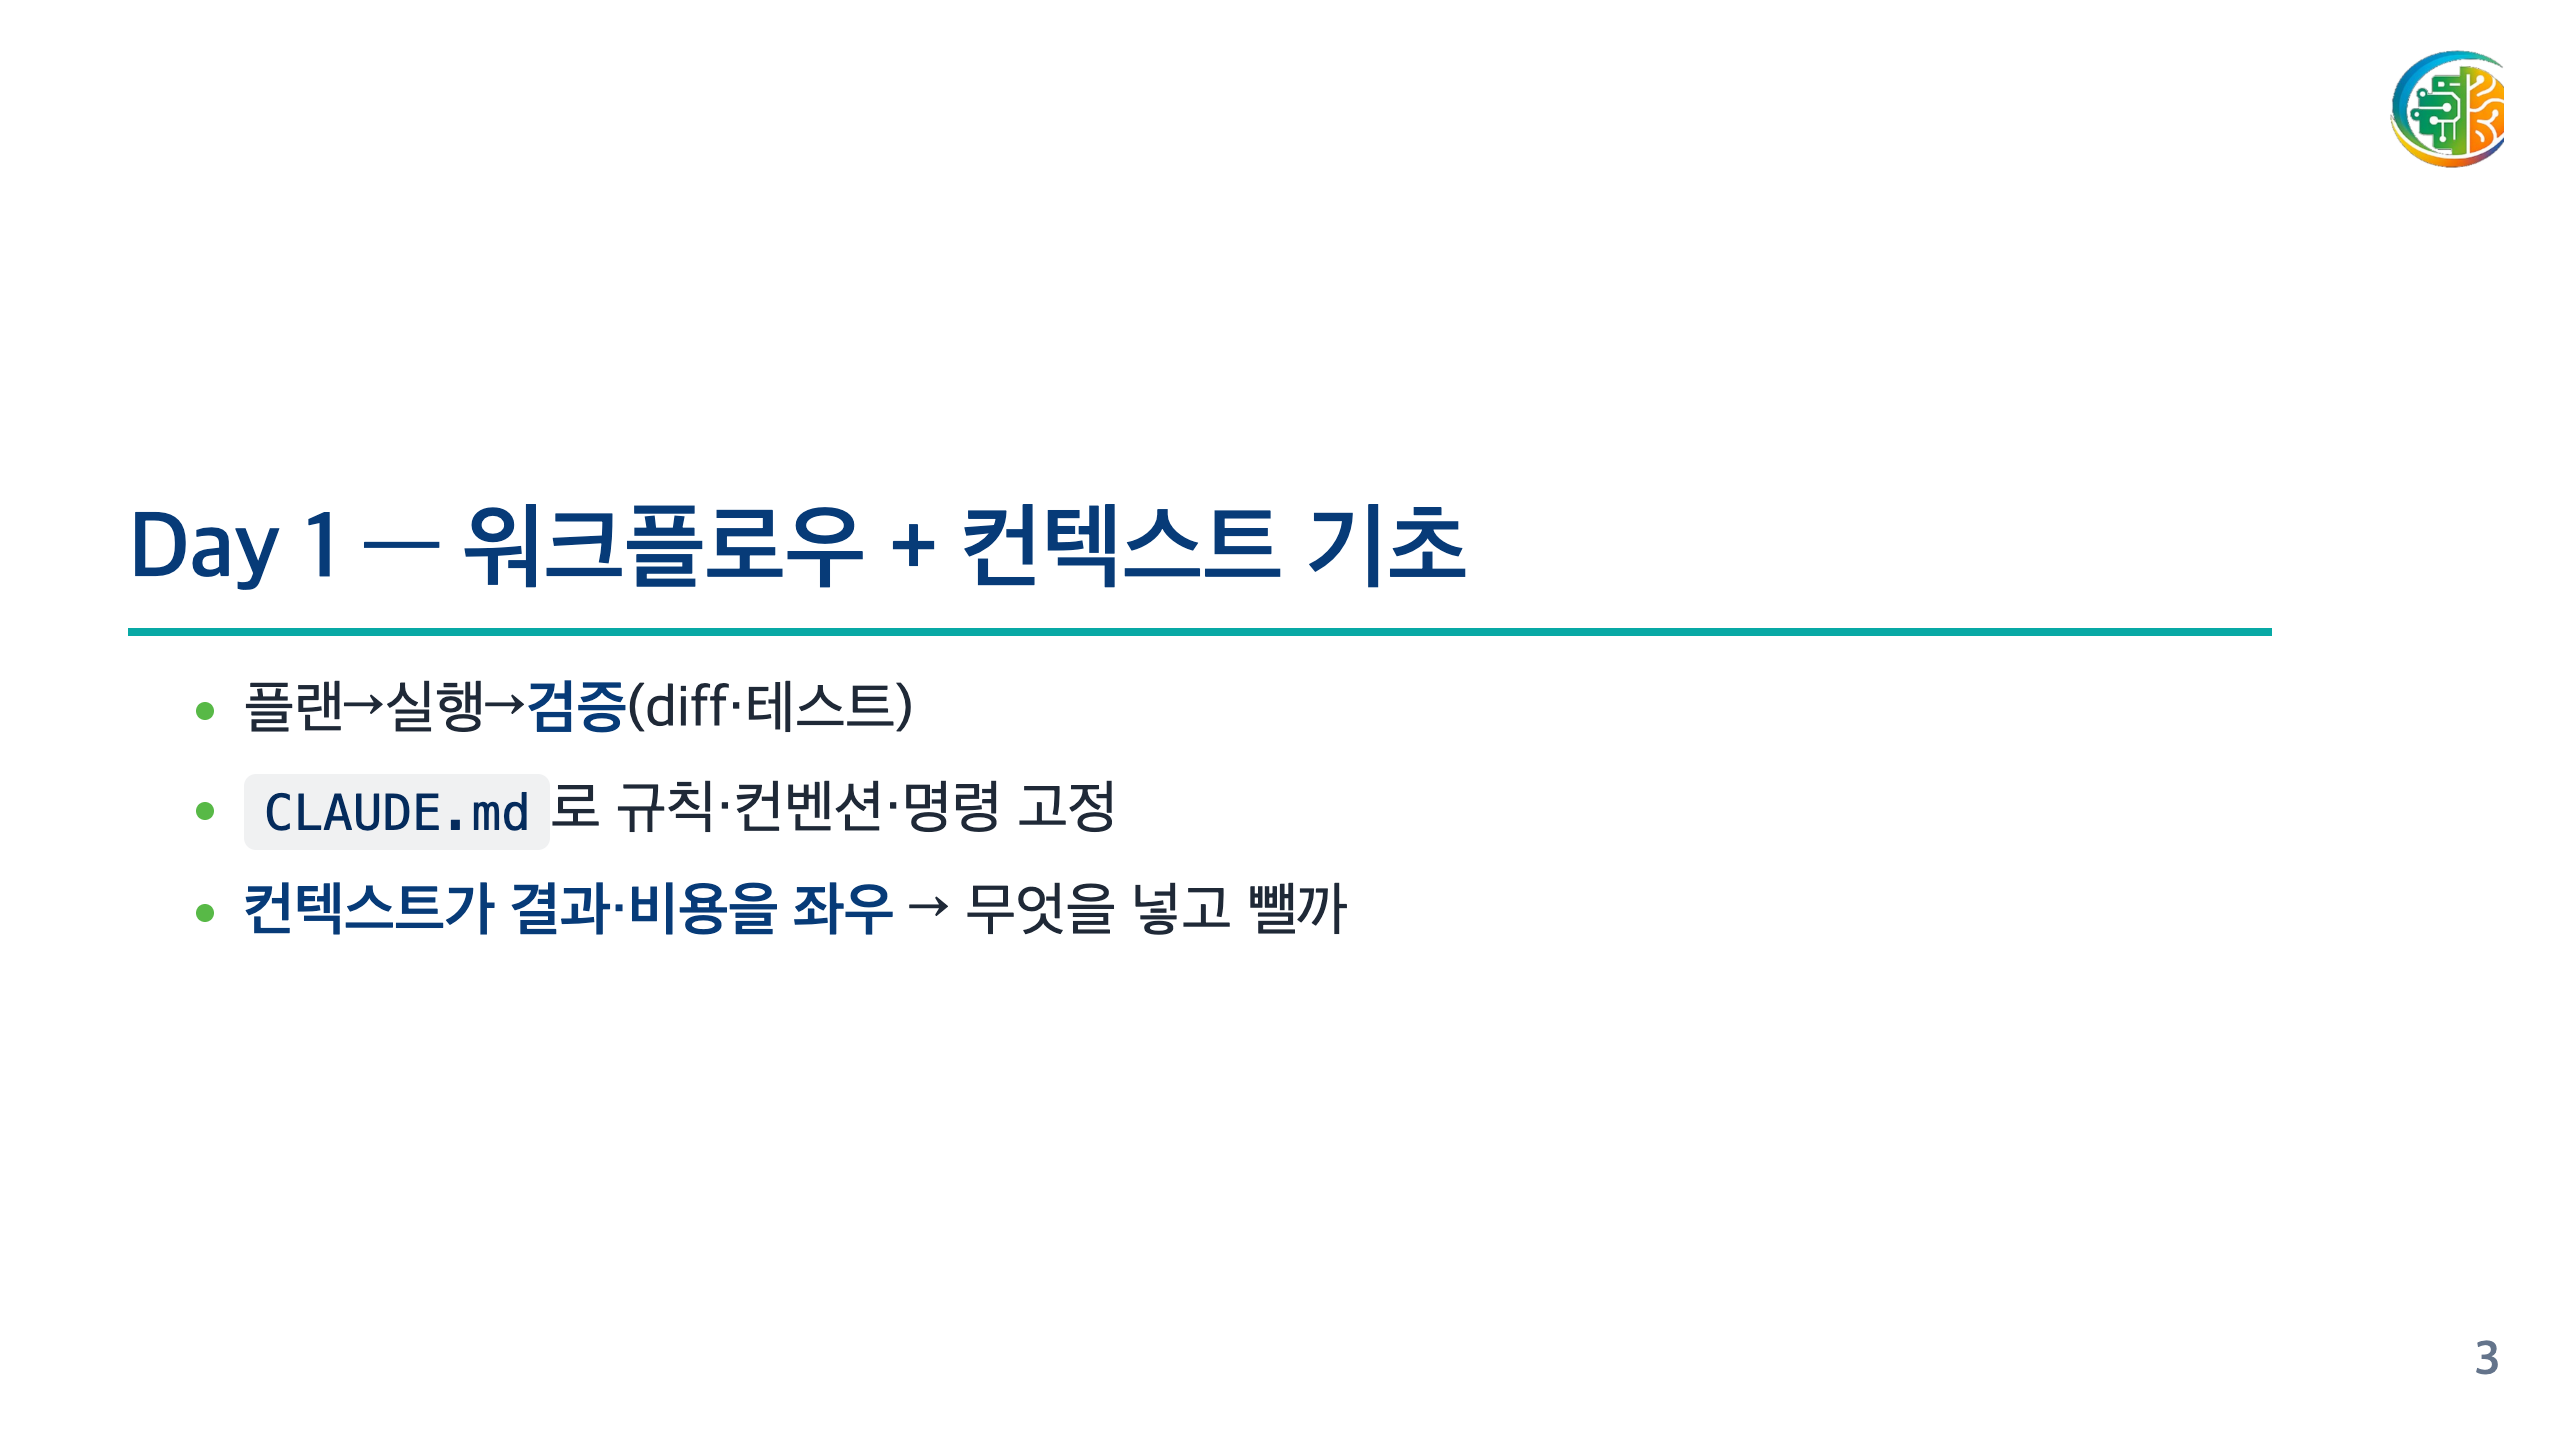 Day 1 — 워크플로우 + 컨텍스트 기초
• 플랜→실행→검증(diff·테스트)
• CLAUDE.md로 규칙·컨벤션·명령 고정
• 컨텍스트가 결과·비용을 좌우 → 무엇을 넣고 뺄까
3